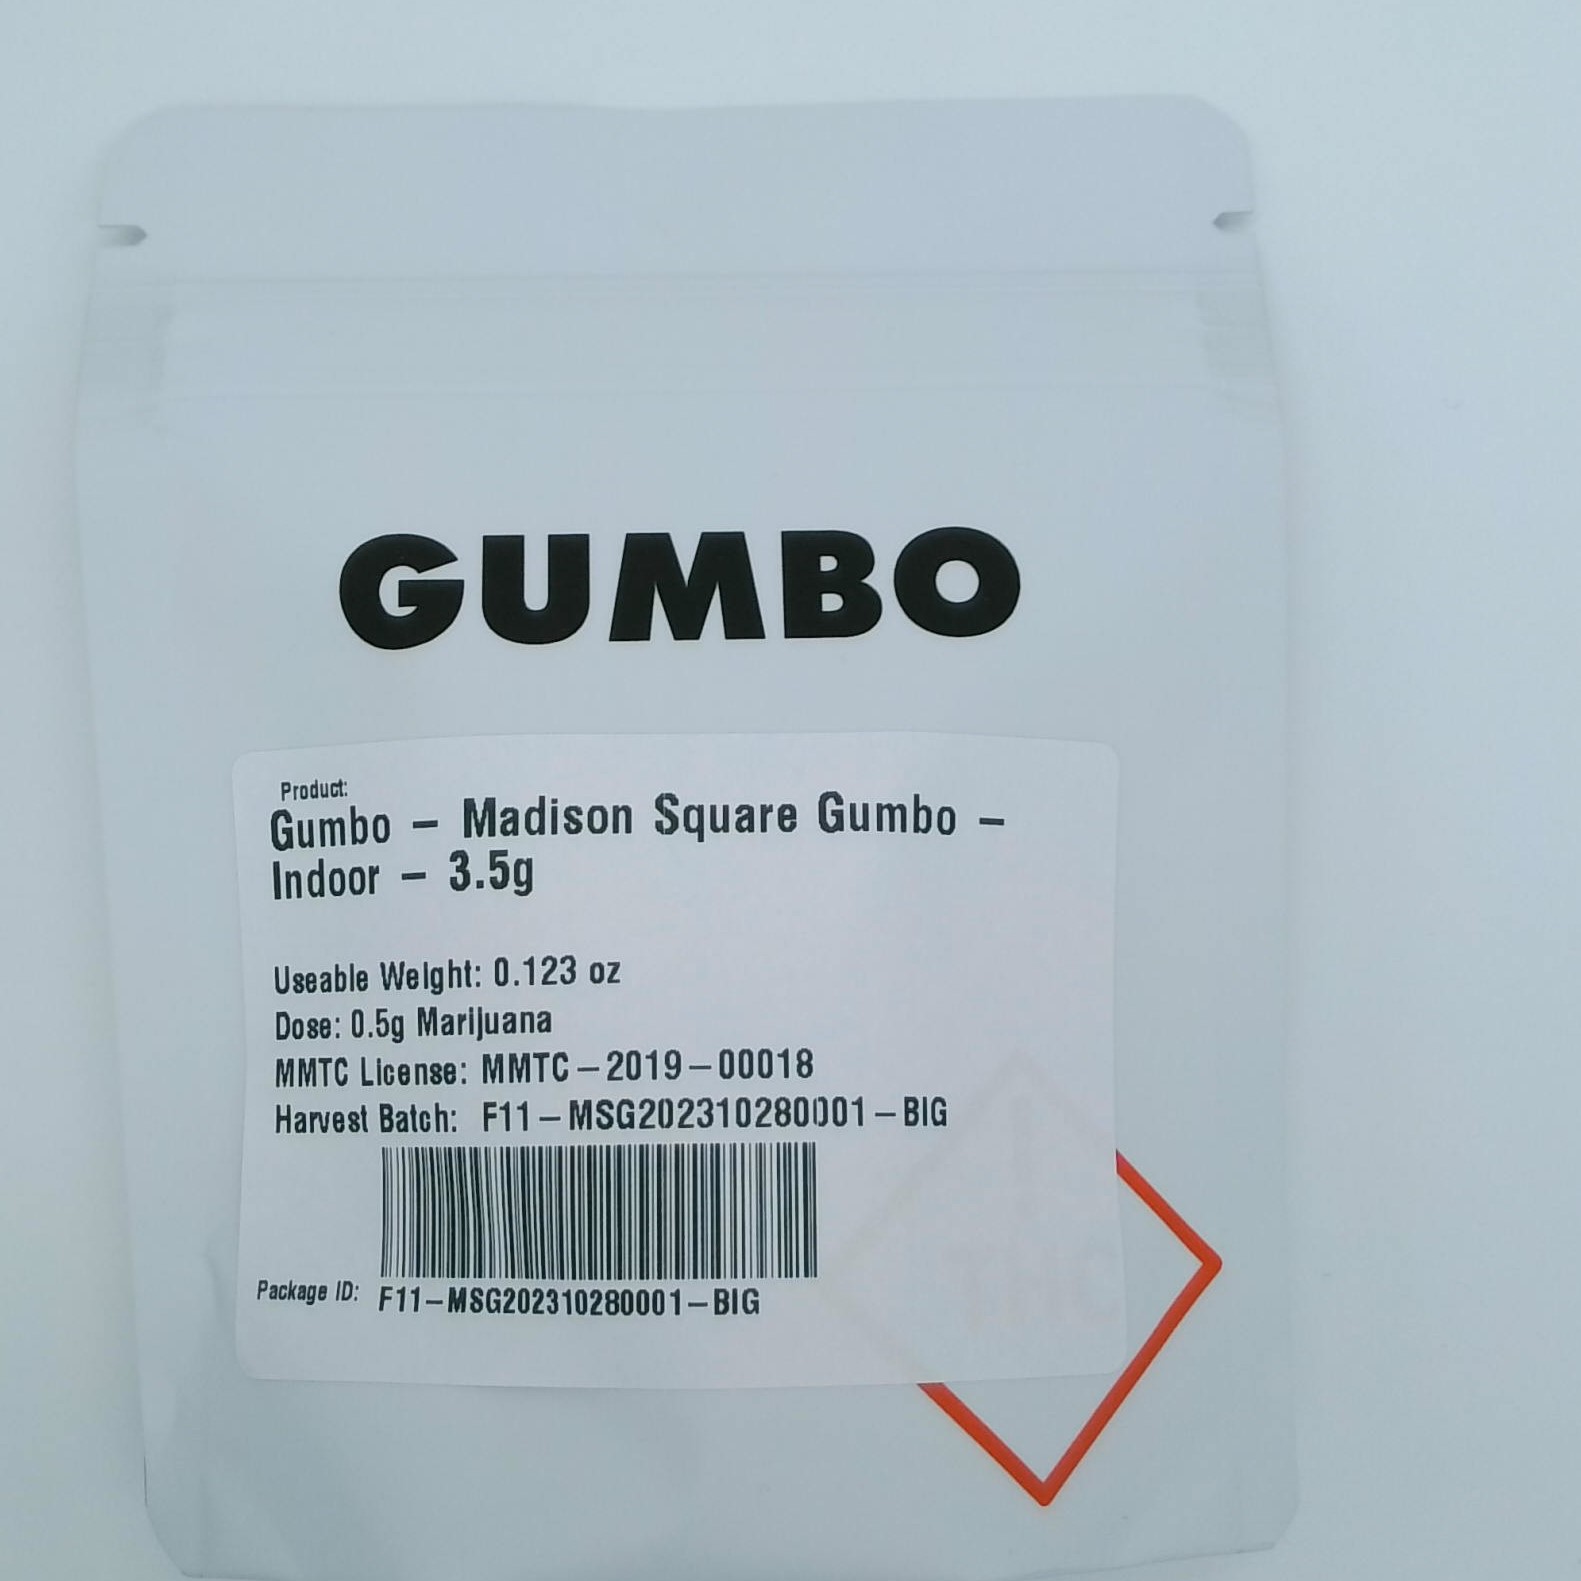 GUMBO
Product:
Gumbo – Madison Square Gumbo –
Indoor – 3.5g
Useable Weight: 0.123 oz
Dose: 0.5g Marijuana
MMTC License: MMTC–2019–00018
Harvest Batch: F11–MSG202310280001–BIG
Package ID: F11–MSG202310280001–BIG